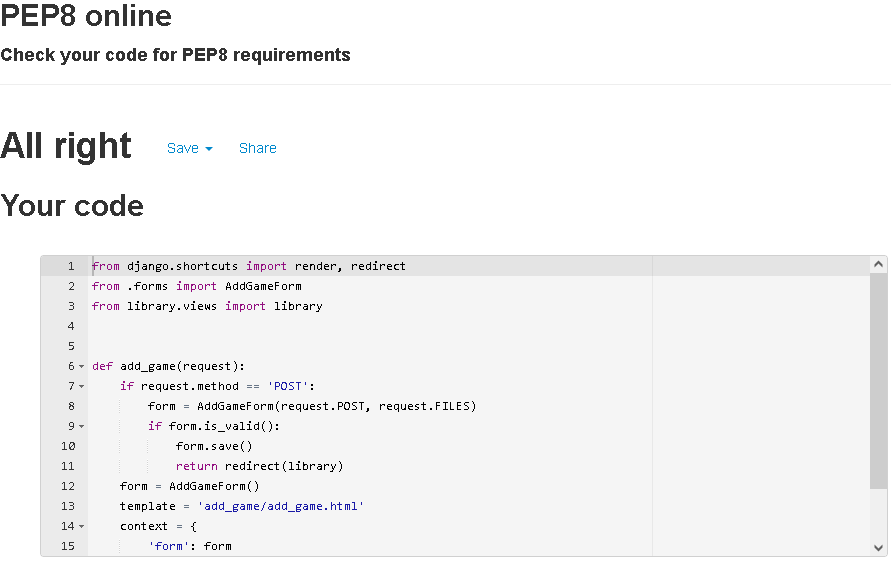 PEP8 online
Check your code for PEP8 requirements
All right Save Share
Your code
1 from django.shortcuts import render, redirect
2 from .forms import AddGameForm
3 from library.views import library
4
5
6 def add_game(request):
7     if request.method == 'POST':
8         form = AddGameForm(request.POST, request.FILES)
9         if form.is_valid():
10             form.save()
11             return redirect(library)
12     form = AddGameForm()
13     template = 'add_game/add_game.html'
14     context = {
15         'form': form